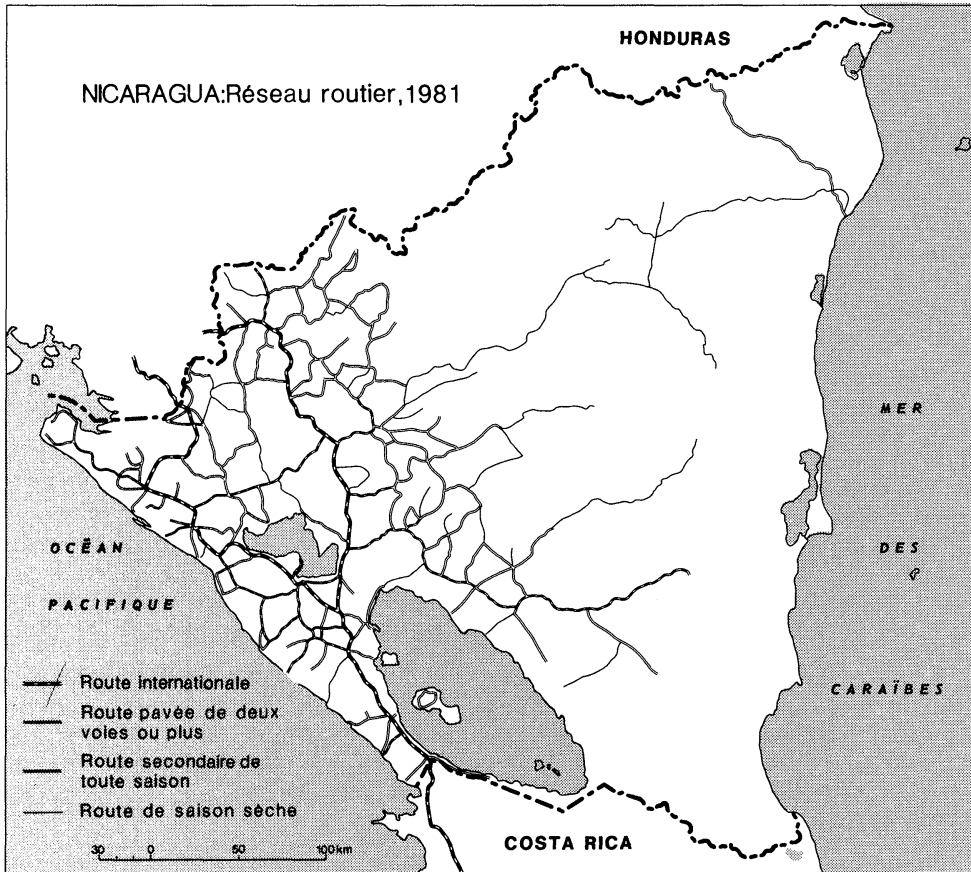 HONDURAS
NICARAGUA:Réseau routier,1981
MER
OCËAN
DES
PACIFIQUE
CARAÏBES
Route internationale
Route pavée de deux
voies ou plus
Route secondaire de
toute saison
Route de saison sèche
COSTA RICA
30 0 50 100km